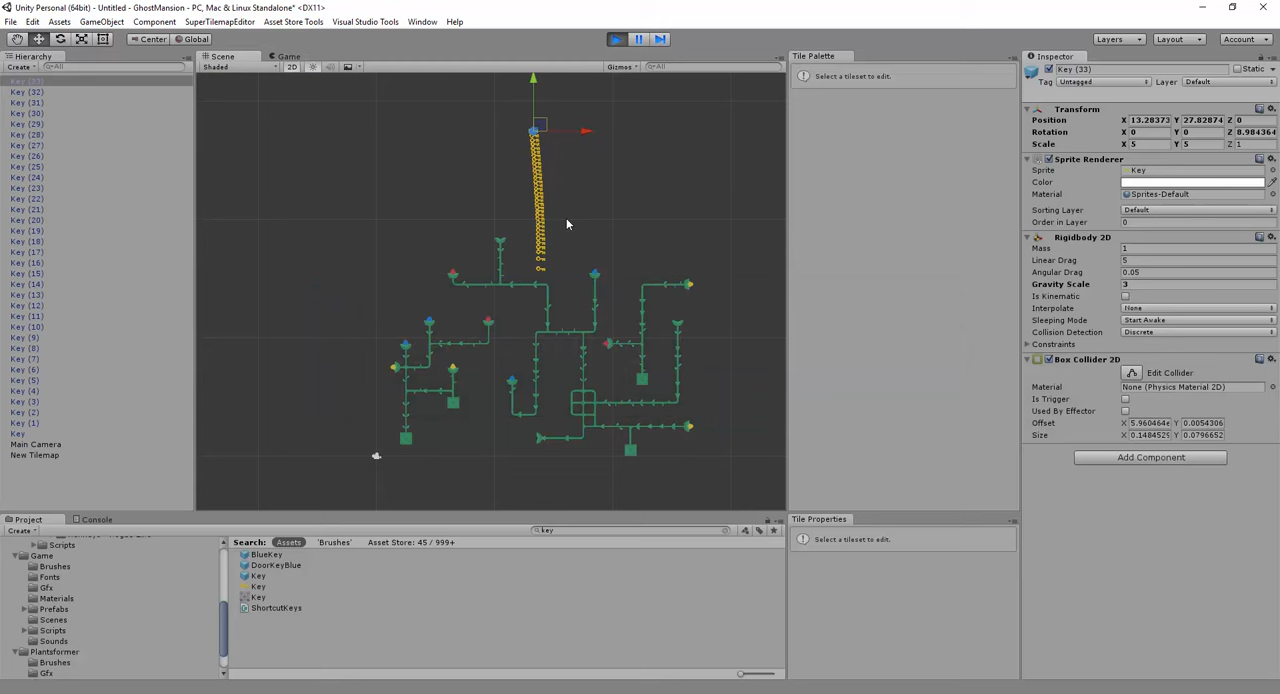 Unity Personal (64bit) - Untitled - GhostMansion - PC, Mac & Linux Standalone* <DX11>
File Edit Assets GameObject Component SuperTilemapEditor Asset Store Tools Visual Studio Tools Window Help
Center Global Layers Layout Account
Hierarchy
Create All
Key (33)
Key (32)
Key (31)
Key (30)
Key (29)
Key (28)
Key (27)
Key (26)
Key (25)
Key (24)
Key (23)
Key (22)
Key (21)
Key (20)
Key (19)
Key (18)
Key (17)
Key (16)
Key (15)
Key (14)
Key (13)
Key (12)
Key (11)
Key (10)
Key (9)
Key (8)
Key (7)
Key (6)
Key (5)
Key (4)
Key (3)
Key (2)
Key (1)
Key
Main Camera
New Tilemap
Scene Game
Shaded 2D Gizmos All
Tile Palette
Select a tileset to edit.
Inspector
Key (33) Static
Tag Untagged Layer Default
Transform
Position X 13.28373 Y 27.82874 Z 0
Rotation X 0 Y 0 Z 8.984364
Scale X 5 Y 5 Z 1
Sprite Renderer
Sprite Key
Color
Material Sprites-Default
Sorting Layer Default
Order in Layer 0
Rigidbody 2D
Mass 1
Linear Drag 5
Angular Drag 0.05
Gravity Scale 3
Is Kinematic
Interpolate None
Sleeping Mode Start Awake
Collision Detection Discrete
Constraints
Box Collider 2D
Edit Collider
Material None (Physics Material 2D)
Is Trigger
Used By Effector
Offset X 5.960464e Y 0.0054306
Size X 0.1484529 Y 0.0796652
Add Component
Project Console
Create key
Scripts
Game
Brushes
Fonts
Gfx
Materials
Prefabs
Scenes
Scripts
Sounds
Plantsformer
Brushes
Gfx
Search: Assets 'Brushes' Asset Store: 45 / 999+
BlueKey
DoorKeyBlue
Key
Key
Key
ShortcutKeys
Tile Properties
Select a tileset to edit.